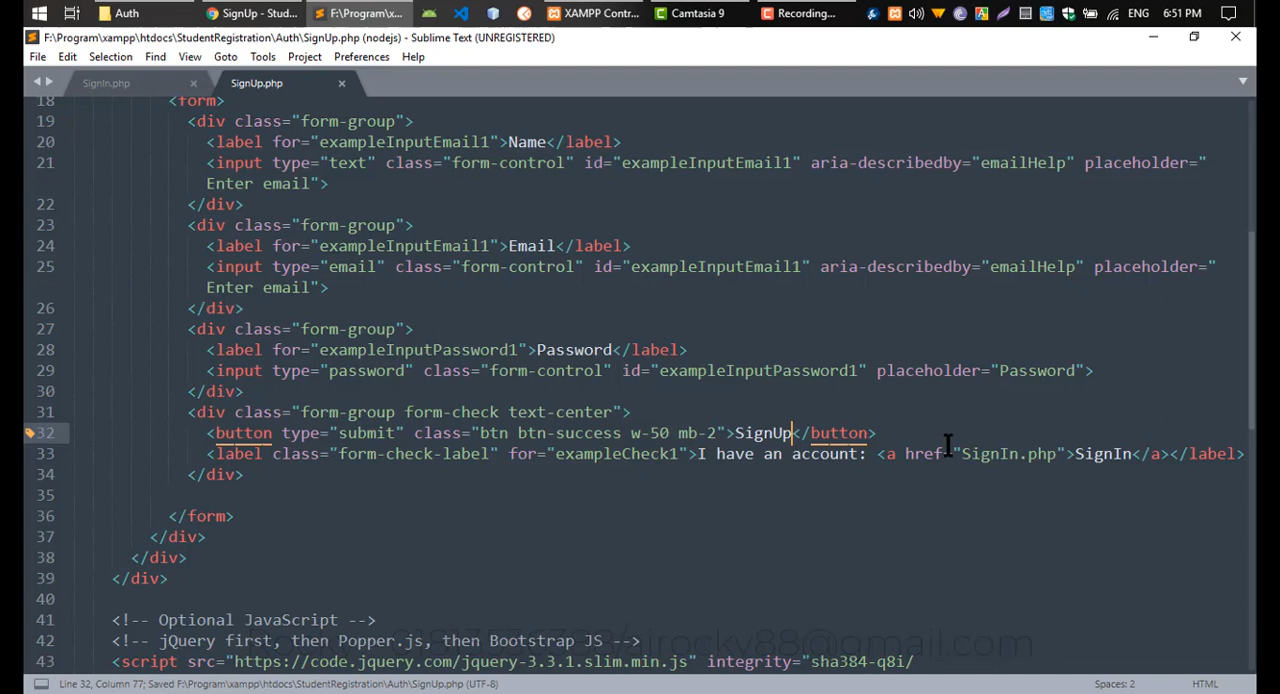 Auth
SignUp - Stud...
F:\Program\x...
XAMPP Contr...
Camtasia 9
Recording...
ENG
6:51 PM
F:\Program\xampp\htdocs\StudentRegistration\Auth\SignUp.php (nodejs) - Sublime Text (UNREGISTERED)
File Edit Selection Find View Goto Tools Project Preferences Help
SignIn.php
SignUp.php
18 <form>
19 <div class="form-group">
20 <label for="exampleInputEmail1">Name</label>
21 <input type="text" class="form-control" id="exampleInputEmail1" aria-describedby="emailHelp" placeholder="
Enter email">
22 </div>
23 <div class="form-group">
24 <label for="exampleInputEmail1">Email</label>
25 <input type="email" class="form-control" id="exampleInputEmail1" aria-describedby="emailHelp" placeholder="
Enter email">
26 </div>
27 <div class="form-group">
28 <label for="exampleInputPassword1">Password</label>
29 <input type="password" class="form-control" id="exampleInputPassword1" placeholder="Password">
30 </div>
31 <div class="form-group form-check text-center">
32 <button type="submit" class="btn btn-success w-50 mb-2">SignUp</button>
33 <label class="form-check-label" for="exampleCheck1">I have an account: <a href="SignIn.php">SignIn</a></label>
34 </div>
35
36 </form>
37 </div>
38 </div>
39 </div>
40
41 <!-- Optional JavaScript -->
42 <!-- jQuery first, then Popper.js, then Bootstrap JS -->
43 <script src="https://code.jquery.com/jquery-3.3.1.slim.min.js" integrity="sha384-q8i/
Line 32, Column 77; Saved F:\Program\xampp\htdocs\StudentRegistration\Auth\SignUp.php (UTF-8)
Spaces: 2
HTML